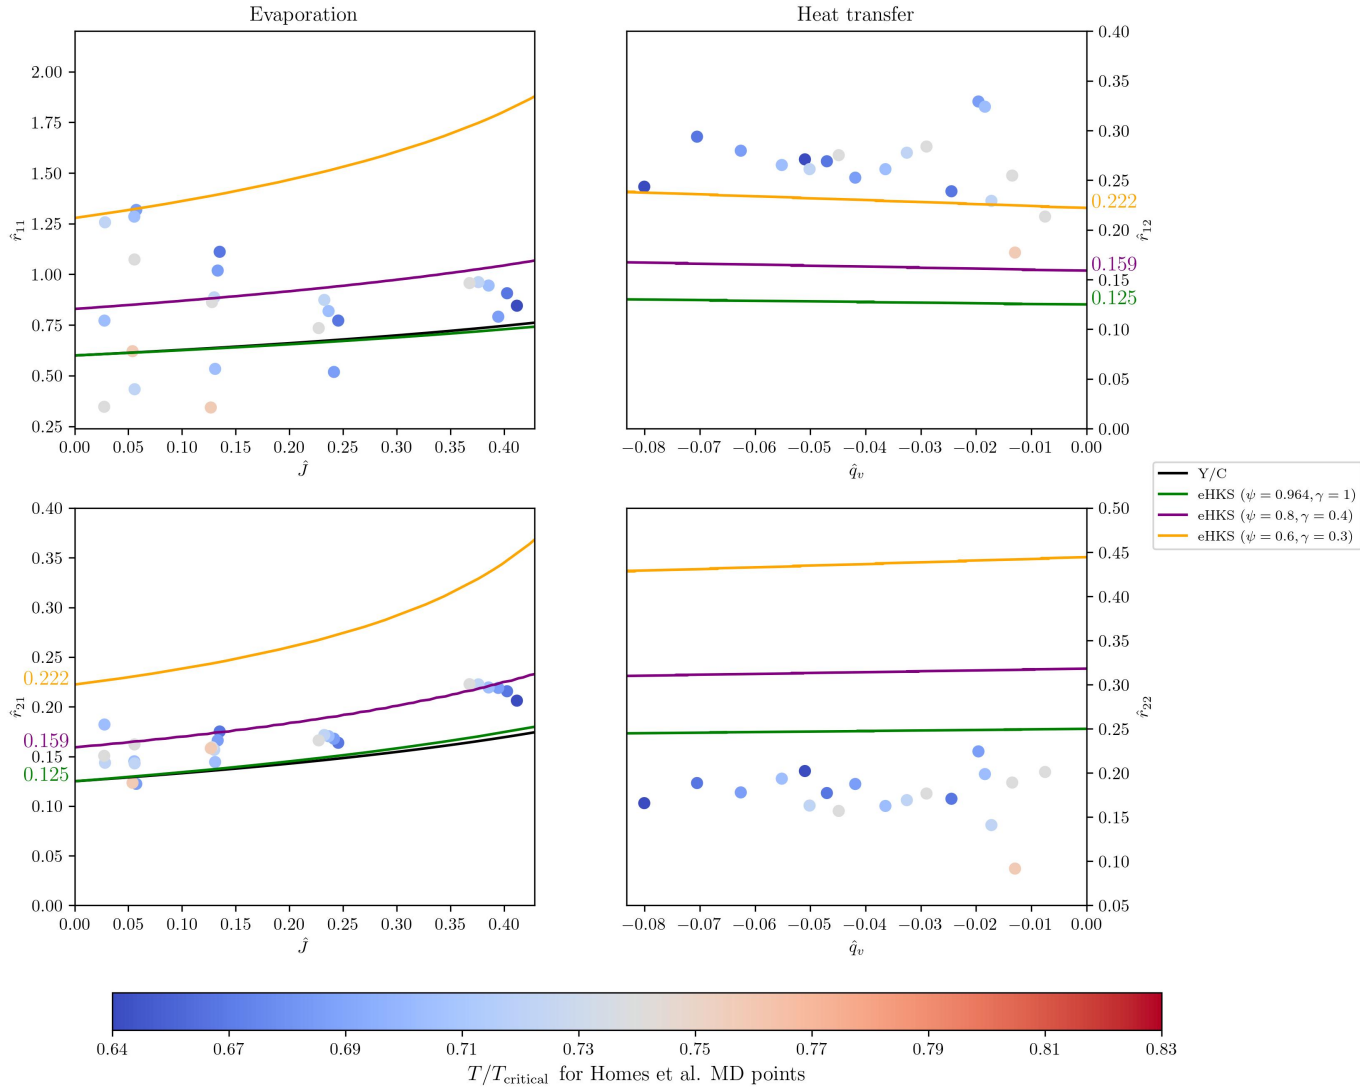 Evaporation
Heat transfer
2.00
1.75
1.50
1.25
1.00
0.75
0.50
0.25
r̂₁₁
0.00 0.05 0.10 0.15 0.20 0.25 0.30 0.35 0.40
Ĵ
0.40
0.35
0.30
0.25
0.222
0.20
r̂₁₂
0.159
0.15
0.125
0.10
0.05
0.00
−0.08 −0.07 −0.06 −0.05 −0.04 −0.03 −0.02 −0.01 0.00
q̂ᵥ
Y/C
eHKS (ψ = 0.964, γ = 1)
eHKS (ψ = 0.8, γ = 0.4)
eHKS (ψ = 0.6, γ = 0.3)
0.40
0.35
0.30
0.25
0.222
0.20
r̂₂₁
0.159
0.15
0.125
0.10
0.05
0.00
0.00 0.05 0.10 0.15 0.20 0.25 0.30 0.35 0.40
Ĵ
0.50
0.45
0.40
0.35
0.30
r̂₂₂
0.25
0.20
0.15
0.10
0.05
−0.08 −0.07 −0.06 −0.05 −0.04 −0.03 −0.02 −0.01 0.00
q̂ᵥ
0.64 0.67 0.69 0.71 0.73 0.75 0.77 0.79 0.81 0.83
T/T_critical for Homes et al. MD points